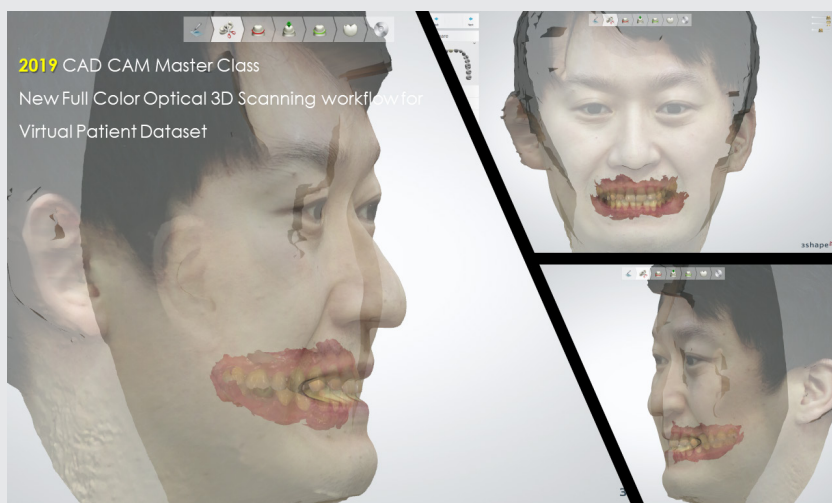 2019 CAD CAM Master Class
New Full Color Optical 3D Scanning workflow for
Virtual Patient Dataset
3shape